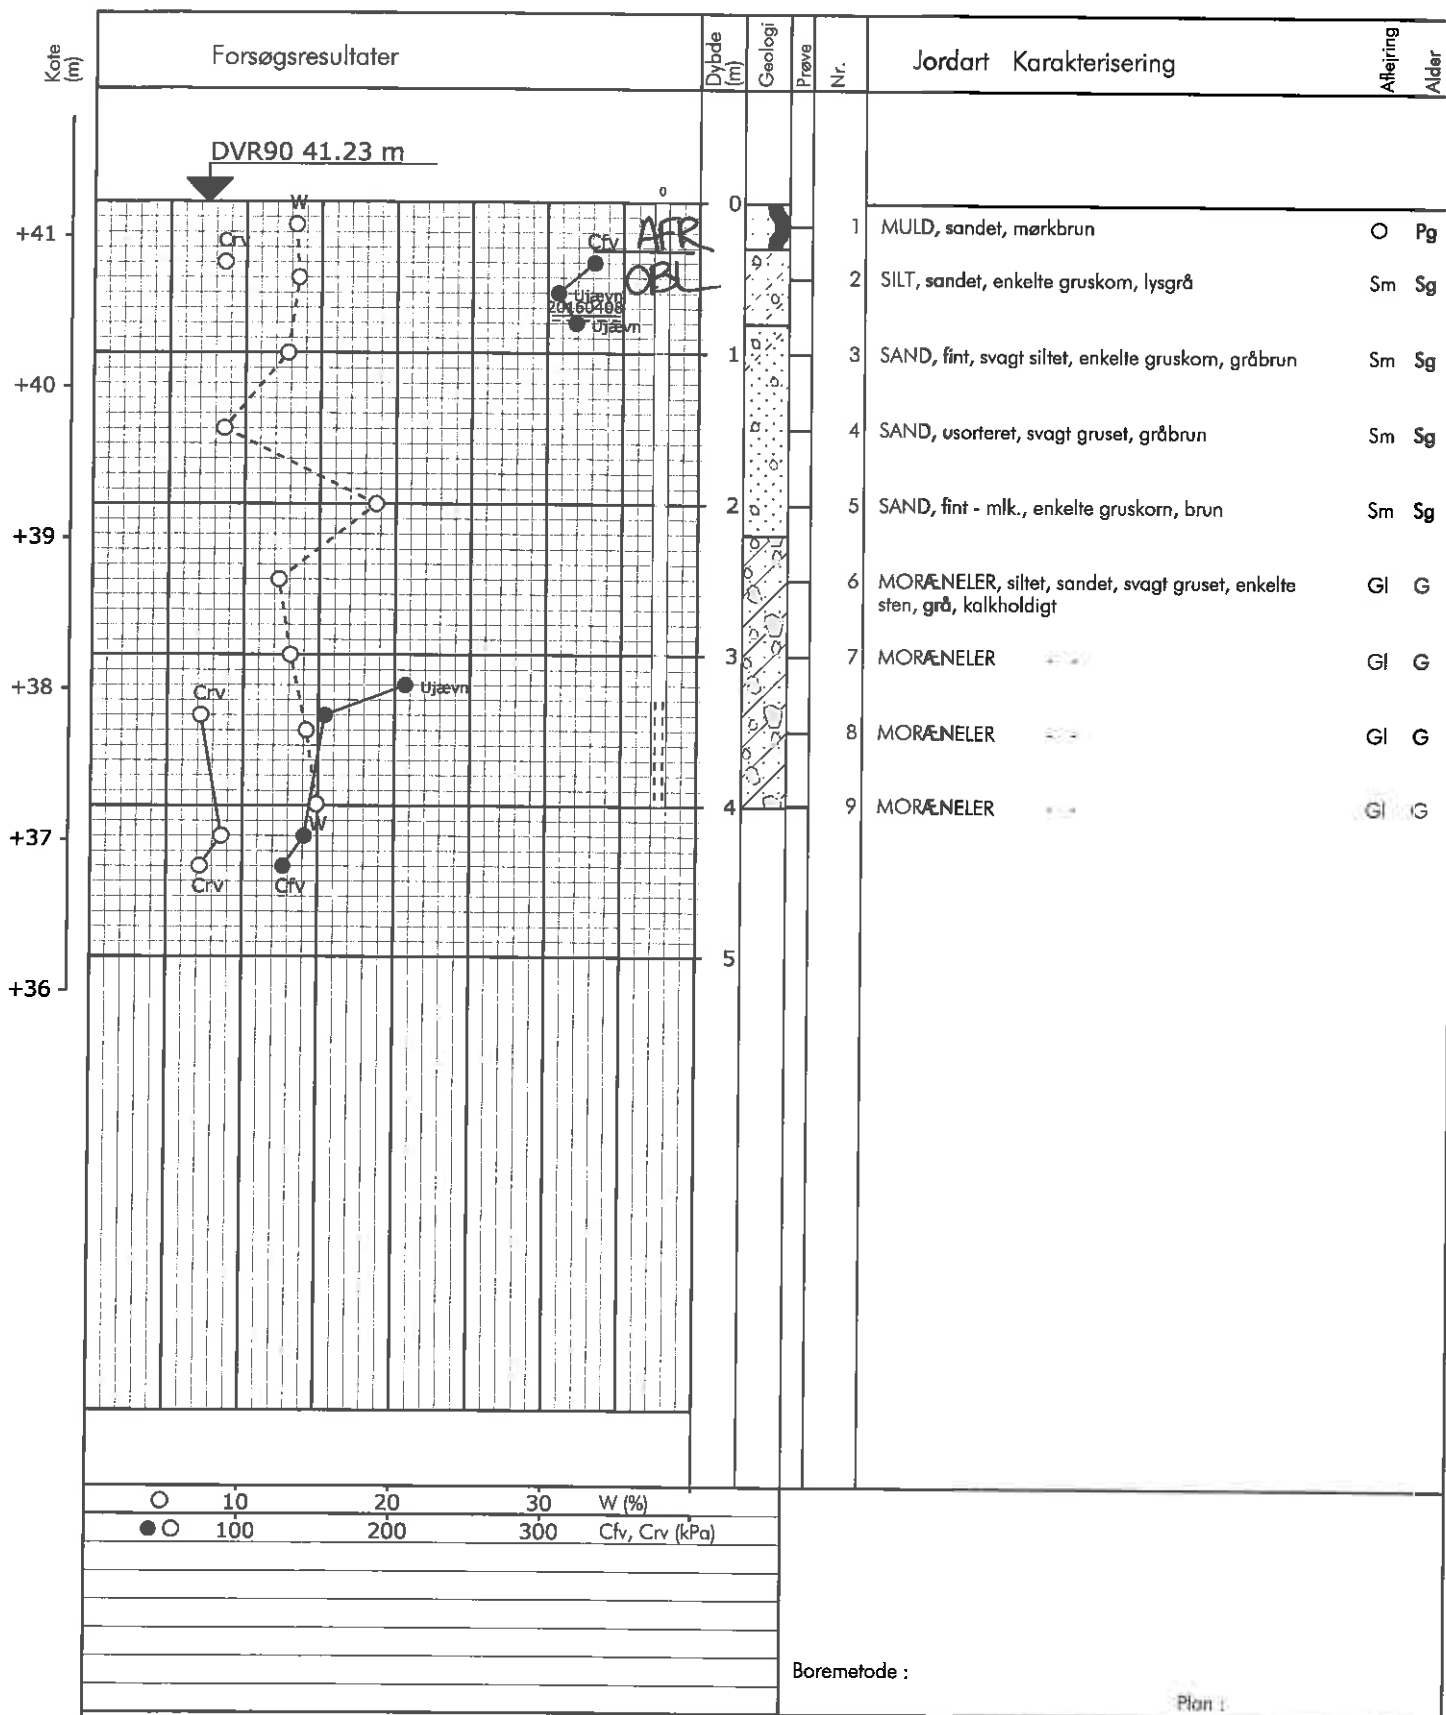 Kote (m)
Forsøgsresultater
Dybde (m)
Geologi
Prøve
Nr.
Jordart Karakterisering
Aflejring
Alder
DVR90 41.23 m
0
0
W
+41
Crv
Cfv
AFR
OBL
Ujævn
20160408
Ujævn
1 MULD, sandet, mørkbrun O Pg
2 SILT, sandet, enkelte gruskorn, lysgrå Sm Sg
1
3 SAND, fint, svagt siltet, enkelte gruskorn, gråbrun Sm Sg
+40
4 SAND, usorteret, svagt gruset, gråbrun Sm Sg
2
5 SAND, fint - mlk., enkelte gruskorn, brun Sm Sg
+39
6 MORÆNELER, siltet, sandet, svagt gruset, enkelte Gl G
sten, grå, kalkholdigt
3
7 MORÆNELER - " - Gl G
+38
Crv
Ujævn
8 MORÆNELER - " - Gl G
4
9 MORÆNELER - " - Gl G
W
+37
Crv
Cfv
5
+36
10 20 30 W (%)
100 200 300 Cfv, Crv (kPa)
Boremetode :
Plan :